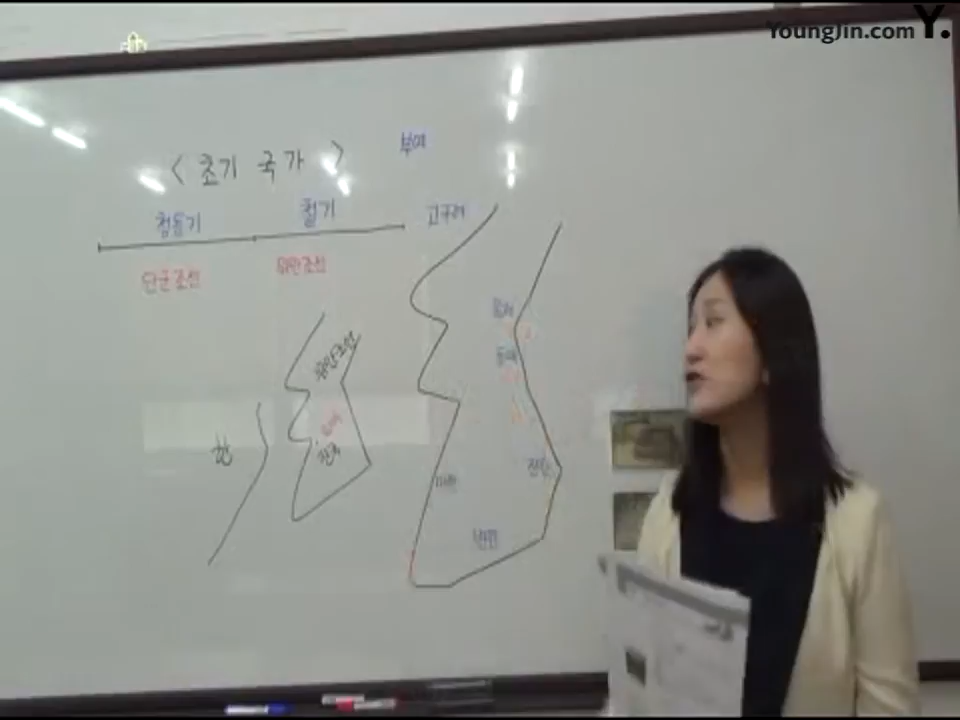 YoungJin.com Y.
부여
< 초기 국가 >
청동기 철기 고구려
단군조선 위만조선
옥저
위만조선
동예
한 진국
마한 진한
변한